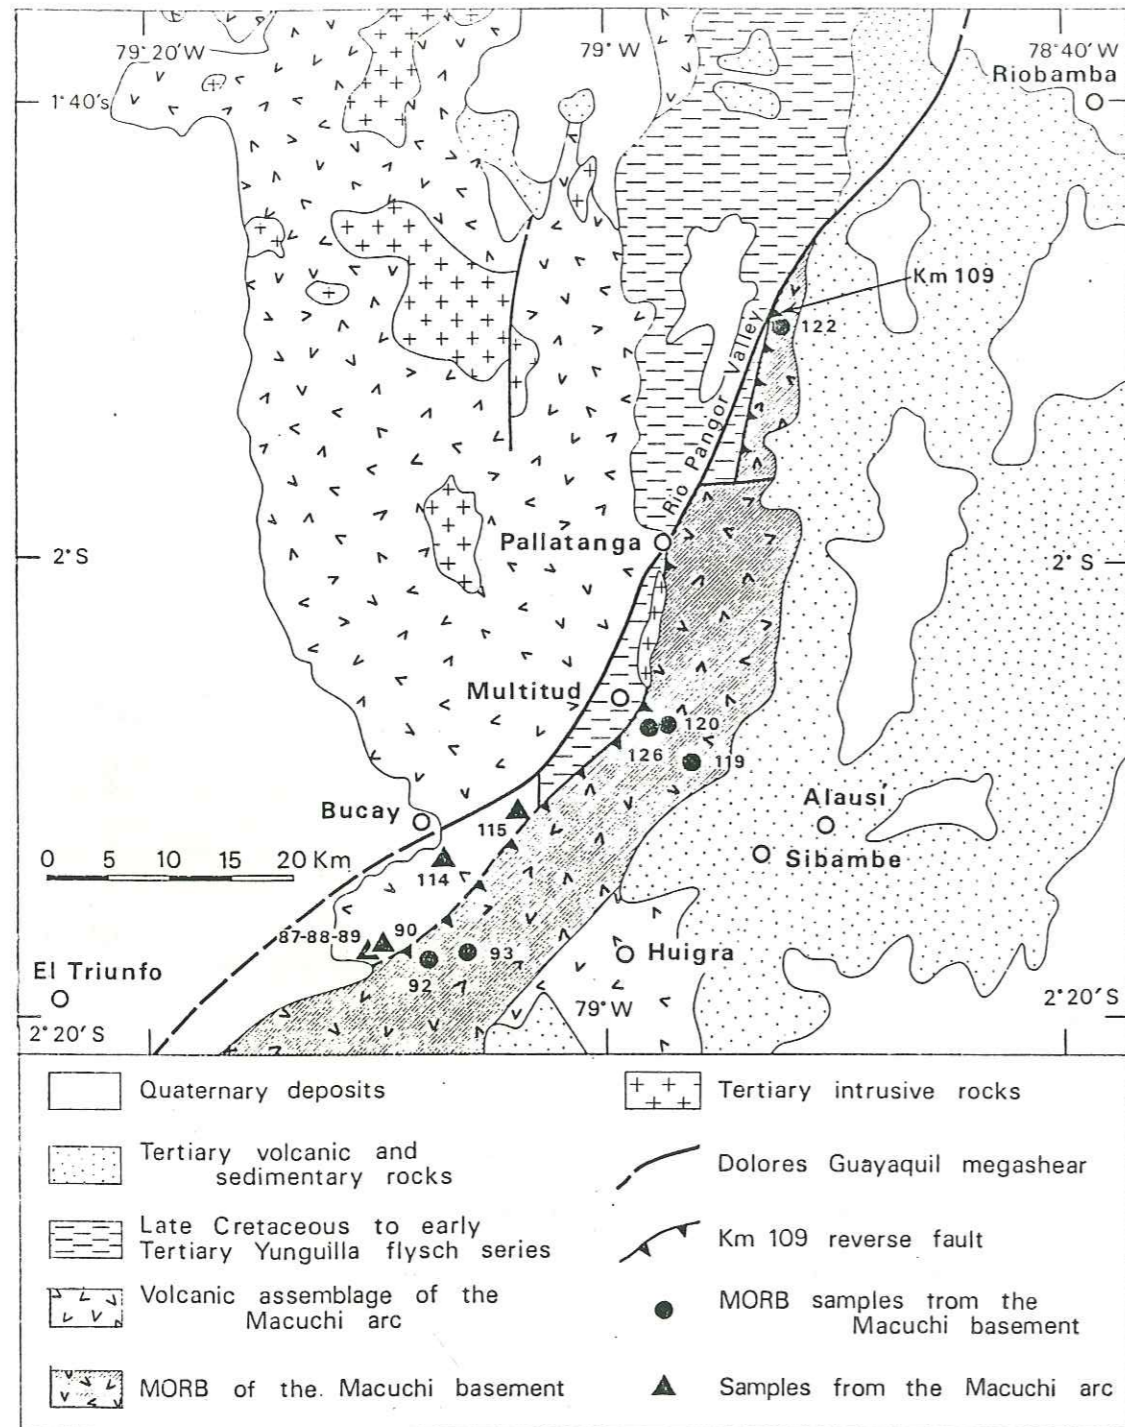 79° 20′ W
79° W
78° 40′ W
Riobamba
1° 40′s
Km 109
122
Rio Pangor Valley
Pallatanga
2° S
2° S
Multitud
120
126
119
Bucay
115
Alausí
0 5 10 15 20 Km
114
Sibambe
87-88-89
90
93
92
Huigra
El Triunfo
79° W
2° 20′ S
2° 20′ S
Quaternary deposits
Tertiary intrusive rocks
Tertiary volcanic and
sedimentary rocks
Dolores Guayaquil megashear
Late Cretaceous to early
Tertiary Yunguilla flysch series
Km 109 reverse fault
Volcanic assemblage of the
Macuchi arc
MORB samples from the
Macuchi basement
MORB of the Macuchi basement
Samples from the Macuchi arc